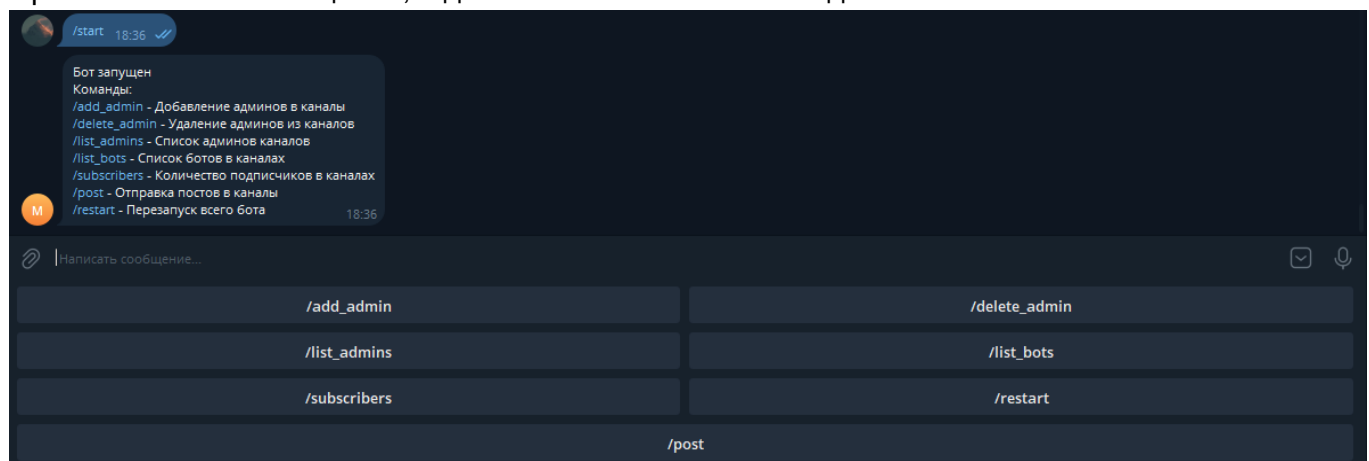 /start 18:36
Бот запущен
Команды:
/add_admin - Добавление админов в каналы
/delete_admin - Удаление админов из каналов
/list_admins - Список админов каналов
/list_bots - Список ботов в каналах
/subscribers - Количество подписчиков в каналах
/post - Отправка постов в каналы
/restart - Перезапуск всего бота 18:36
М
Написать сообщение...
/add_admin /delete_admin
/list_admins /list_bots
/subscribers /restart
/post